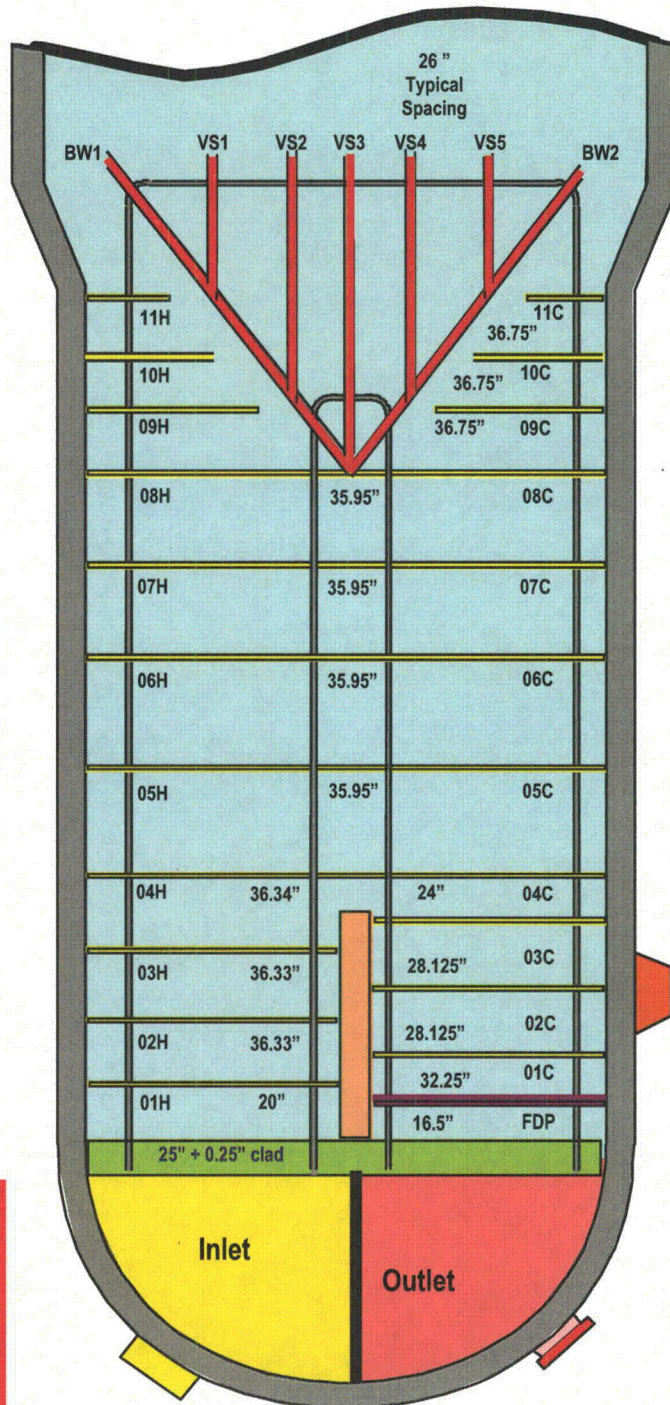 26 ”
Typical
Spacing
BW1 VS1 VS2 VS3 VS4 VS5 BW2
11H 11C
36.75”
10H 36.75” 10C
09H 36.75” 09C
08H 35.95” 08C
07H 35.95” 07C
06H 35.95” 06C
05H 35.95” 05C
04H 36.34” 24” 04C
03H 36.33” 28.125” 03C
02H 36.33” 28.125” 02C
32.25” 01C
01H 20”
16.5” FDP
25” + 0.25” clad
Inlet
Outlet